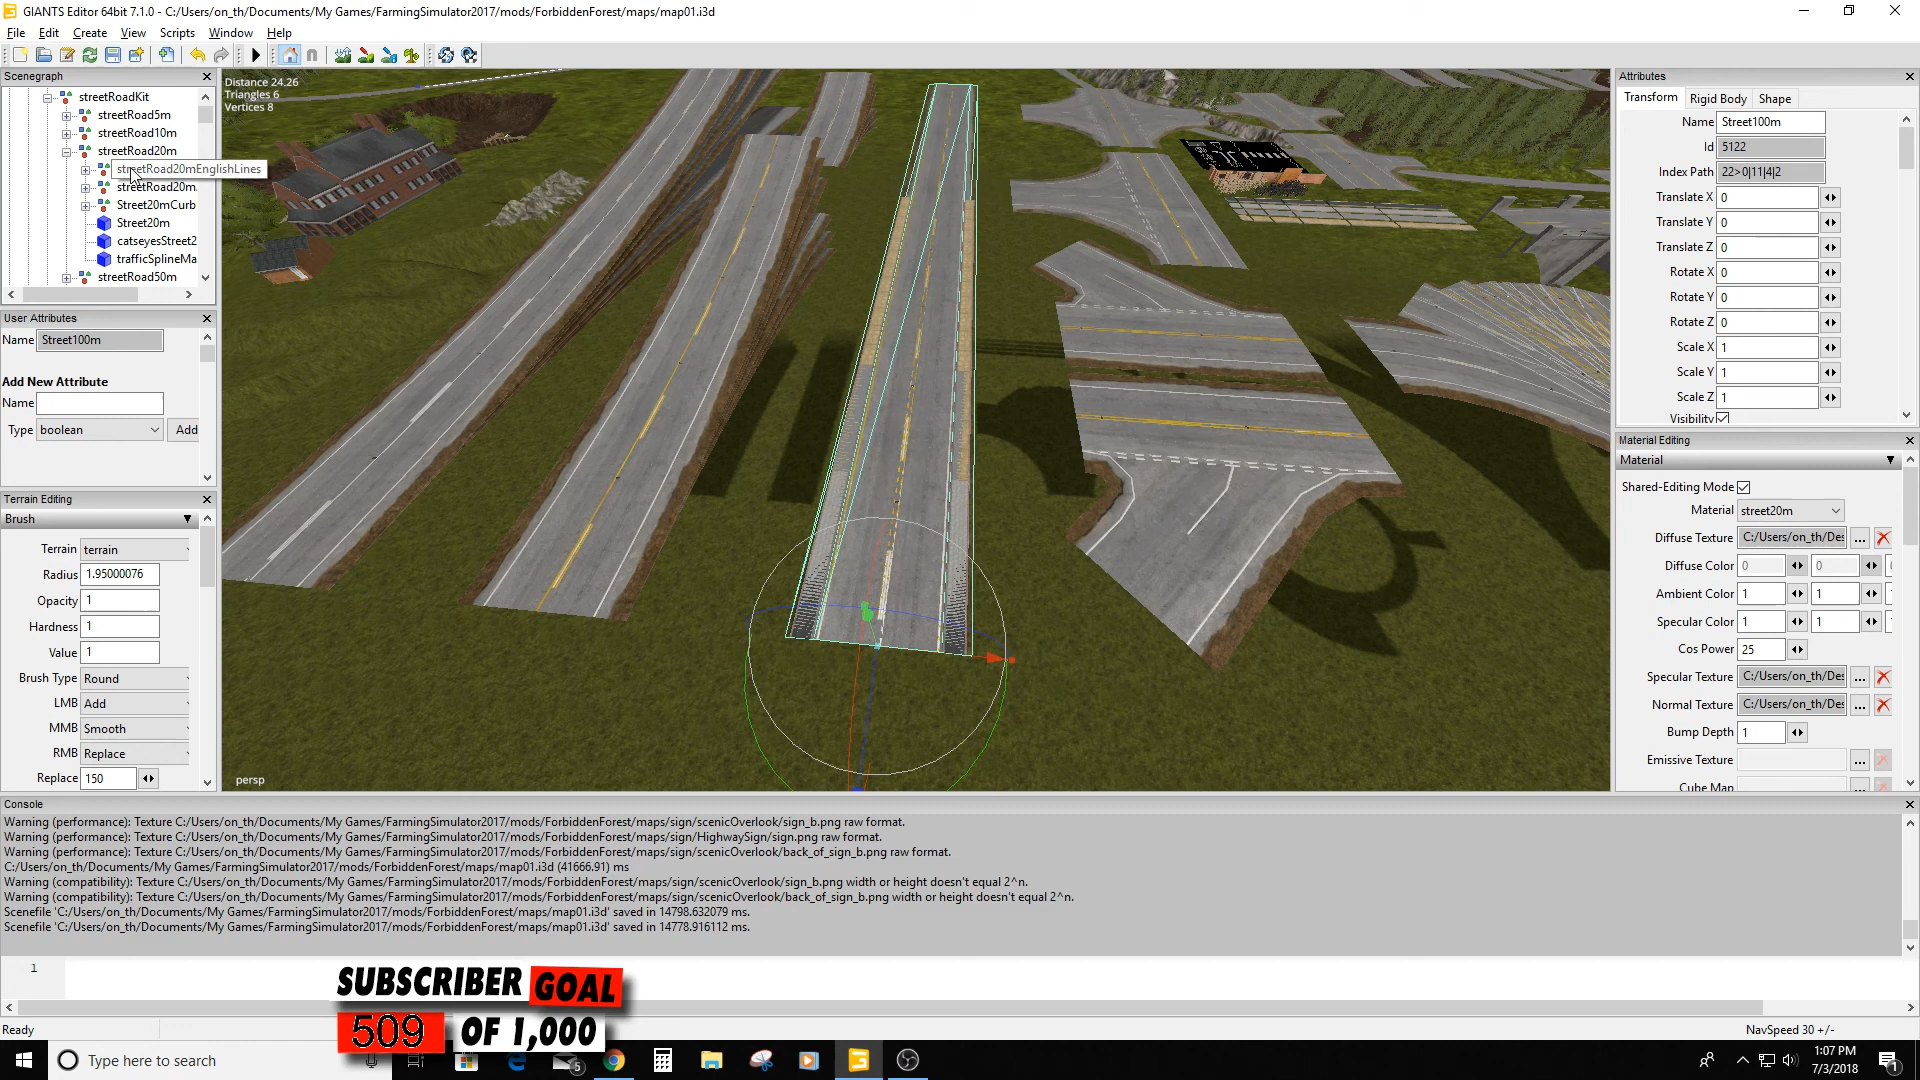 GIANTS Editor 64bit 7.1.0 - C:/Users/on_th/Documents/My Games/FarmingSimulator2017/mods/ForbiddenForest/maps/map01.i3d
File Edit Create View Scripts Window Help
Scenegraph
streetRoadKit
streetRoad5m
streetRoad10m
streetRoad20m
streetRoad20mEnglishLines
streetRoad20m
Street20mCurb
Street20m
catseyesStreet2
trafficSplineMa
streetRoad50m
User Attributes
Name Street100m
Add New Attribute
Name
Type boolean Add
Terrain Editing
Brush
Terrain terrain
Radius 1.95000076
Opacity 1
Hardness 1
Value 1
Brush Type Round
LMB Add
MMB Smooth
RMB Replace
Replace 150
Distance 24.26
Triangles 6
Vertices 8
persp
Attributes
Transform Rigid Body Shape
Name Street100m
Id 5122
Index Path 22>0|11|4|2
Translate X 0
Translate Y 0
Translate Z 0
Rotate X 0
Rotate Y 0
Rotate Z 0
Scale X 1
Scale Y 1
Scale Z 1
Visibility
Material Editing
Material
Shared-Editing Mode
Material street20m
Diffuse Texture C:/Users/on_th/Des ...
Diffuse Color 0 0
Ambient Color 1 1
Specular Color 1 1
Cos Power 25
Specular Texture C:/Users/on_th/Des ...
Normal Texture C:/Users/on_th/Des ...
Bump Depth 1
Emissive Texture ...
Cube Map
Console
Warning (performance): Texture C:/Users/on_th/Documents/My Games/FarmingSimulator2017/mods/ForbiddenForest/maps/sign/scenicOverlook/sign_b.png raw format.
Warning (performance): Texture C:/Users/on_th/Documents/My Games/FarmingSimulator2017/mods/ForbiddenForest/maps/sign/HighwaySign/sign.png raw format.
Warning (performance): Texture C:/Users/on_th/Documents/My Games/FarmingSimulator2017/mods/ForbiddenForest/maps/sign/scenicOverlook/back_of_sign_b.png raw format.
C:/Users/on_th/Documents/My Games/FarmingSimulator2017/mods/ForbiddenForest/maps/map01.i3d (41666.91) ms
Warning (compatibility): Texture C:/Users/on_th/Documents/My Games/FarmingSimulator2017/mods/ForbiddenForest/maps/sign/scenicOverlook/sign_b.png width or height doesn't equal 2^n.
Warning (compatibility): Texture C:/Users/on_th/Documents/My Games/FarmingSimulator2017/mods/ForbiddenForest/maps/sign/scenicOverlook/back_of_sign_b.png width or height doesn't equal 2^n.
Scenefile 'C:/Users/on_th/Documents/My Games/FarmingSimulator2017/mods/ForbiddenForest/maps/map01.i3d' saved in 14798.632079 ms.
Scenefile 'C:/Users/on_th/Documents/My Games/FarmingSimulator2017/mods/ForbiddenForest/maps/map01.i3d' saved in 14778.916112 ms.
1
SUBSCRIBER GOAL
509 OF 1,000
Ready
NavSpeed 30 +/-
Type here to search
5
1:07 PM
7/3/2018
1